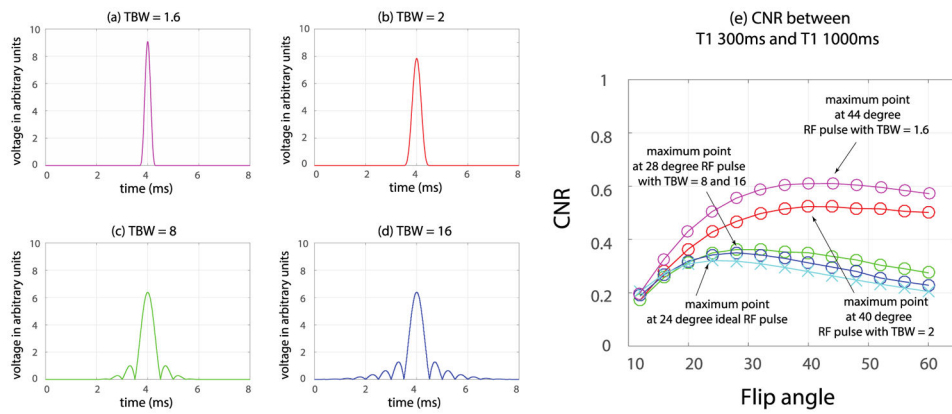 (a) TBW = 1.6
voltage in arbitrary units
10
8
6
4
2
0
0 2 4 6 8
time (ms)
(b) TBW = 2
voltage in arbitrary units
10
8
6
4
2
0
0 2 4 6 8
time (ms)
(c) TBW = 8
voltage in arbitrary units
10
8
6
4
2
0
0 2 4 6 8
time (ms)
(d) TBW = 16
voltage in arbitrary units
10
8
6
4
2
0
0 2 4 6 8
time (ms)
(e) CNR between
T1 300ms and T1 1000ms
CNR
1
0.8
0.6
0.4
0.2
0
10 20 30 40 50 60
Flip angle
maximum point
at 44 degree
RF pulse with TBW = 1.6
maximum point
at 28 degree RF pulse
with TBW = 8 and 16
maximum point
at 24 degree ideal RF pulse
maximum point
at 40 degree
RF pulse with TBW = 2